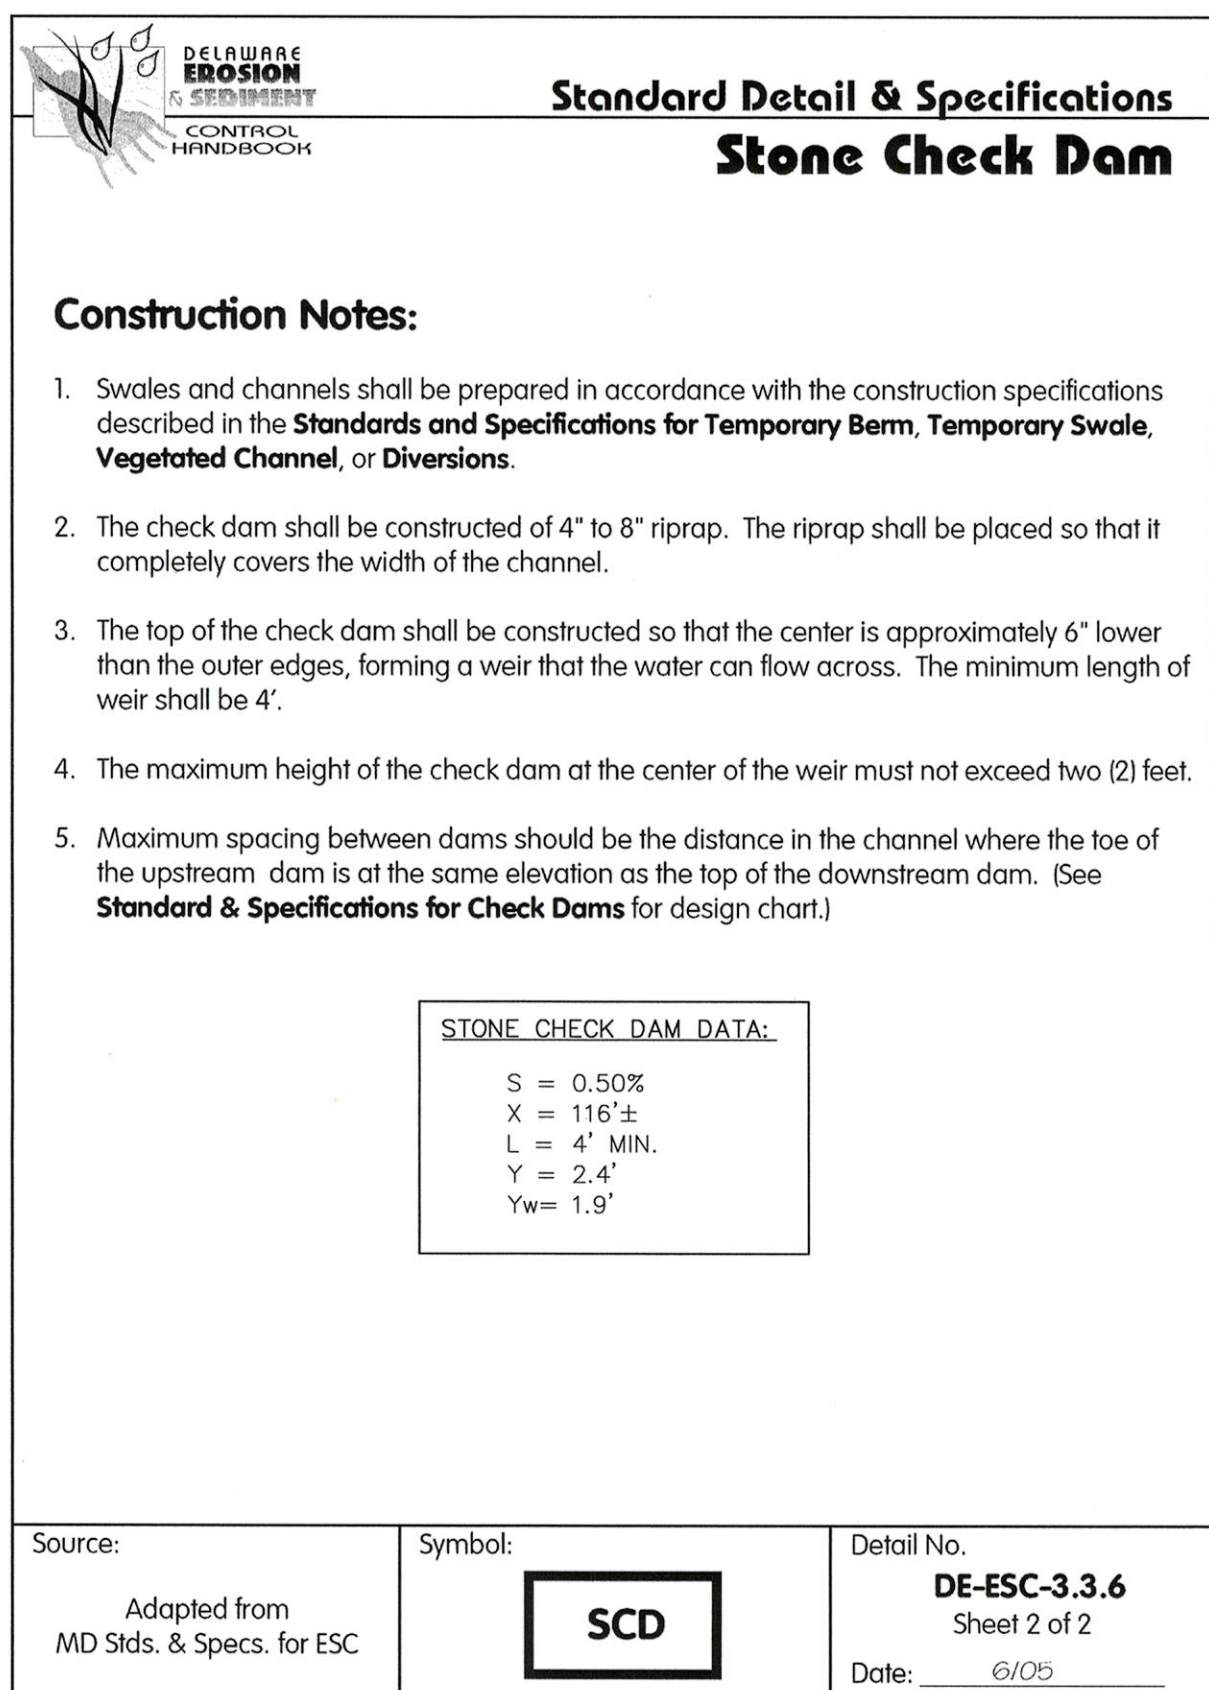 DELAWARE
EROSION
& SEDIMENT
CONTROL
HANDBOOK
Standard Detail & Specifications
Stone Check Dam
Construction Notes:
1. Swales and channels shall be prepared in accordance with the construction specifications
described in the Standards and Specifications for Temporary Berm, Temporary Swale,
Vegetated Channel, or Diversions.
2. The check dam shall be constructed of 4" to 8" riprap. The riprap shall be placed so that it
completely covers the width of the channel.
3. The top of the check dam shall be constructed so that the center is approximately 6" lower
than the outer edges, forming a weir that the water can flow across. The minimum length of
weir shall be 4'.
4. The maximum height of the check dam at the center of the weir must not exceed two (2) feet.
5. Maximum spacing between dams should be the distance in the channel where the toe of
the upstream dam is at the same elevation as the top of the downstream dam. (See
Standard & Specifications for Check Dams for design chart.)
STONE CHECK DAM DATA:
S = 0.50%
X = 116'±
L = 4' MIN.
Y = 2.4'
Yw= 1.9'
Source:
Adapted from
MD Stds. & Specs. for ESC
Symbol:
SCD
Detail No.
DE-ESC-3.3.6
Sheet 2 of 2
Date: 6/05